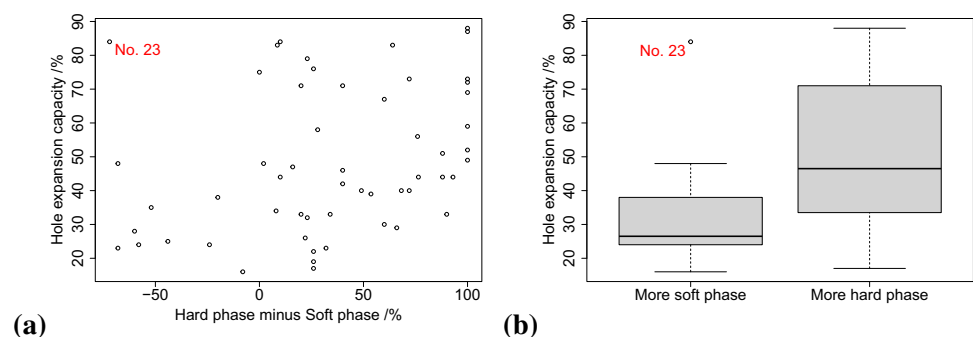 90
80
70
60
50
40
30
20
Hole expansion capacity /%
No. 23
−50
0
50
100
Hard phase minus Soft phase /%
(a)
90
80
70
60
50
40
30
20
Hole expansion capacity /%
No. 23
More soft phase
More hard phase
(b)